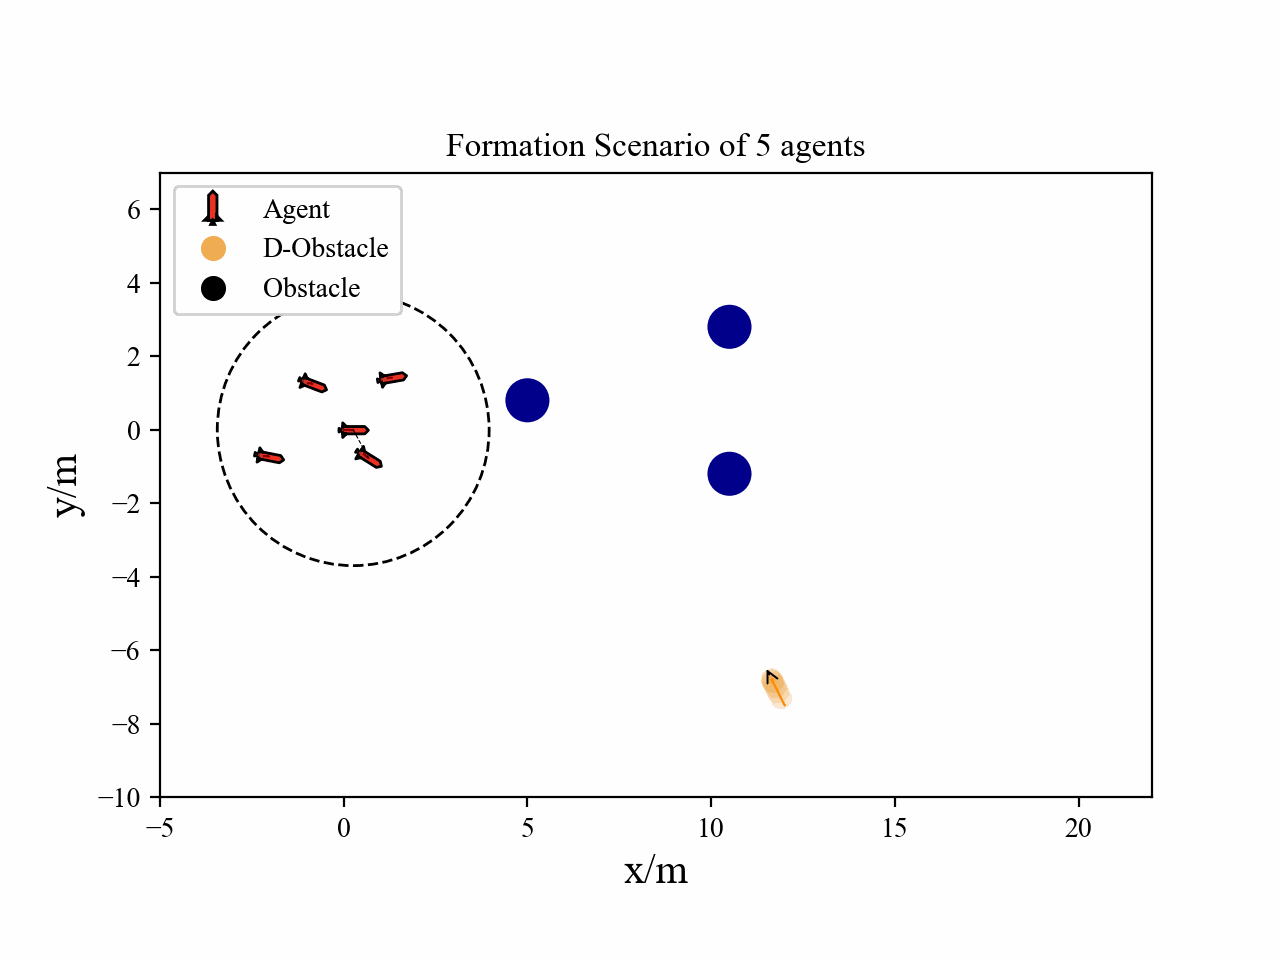 Formation Scenario of 5 agents
Agent
D-Obstacle
Obstacle
6
4
2
0
−2
−4
−6
−8
−10
y/m
−5 0 5 10 15 20
x/m